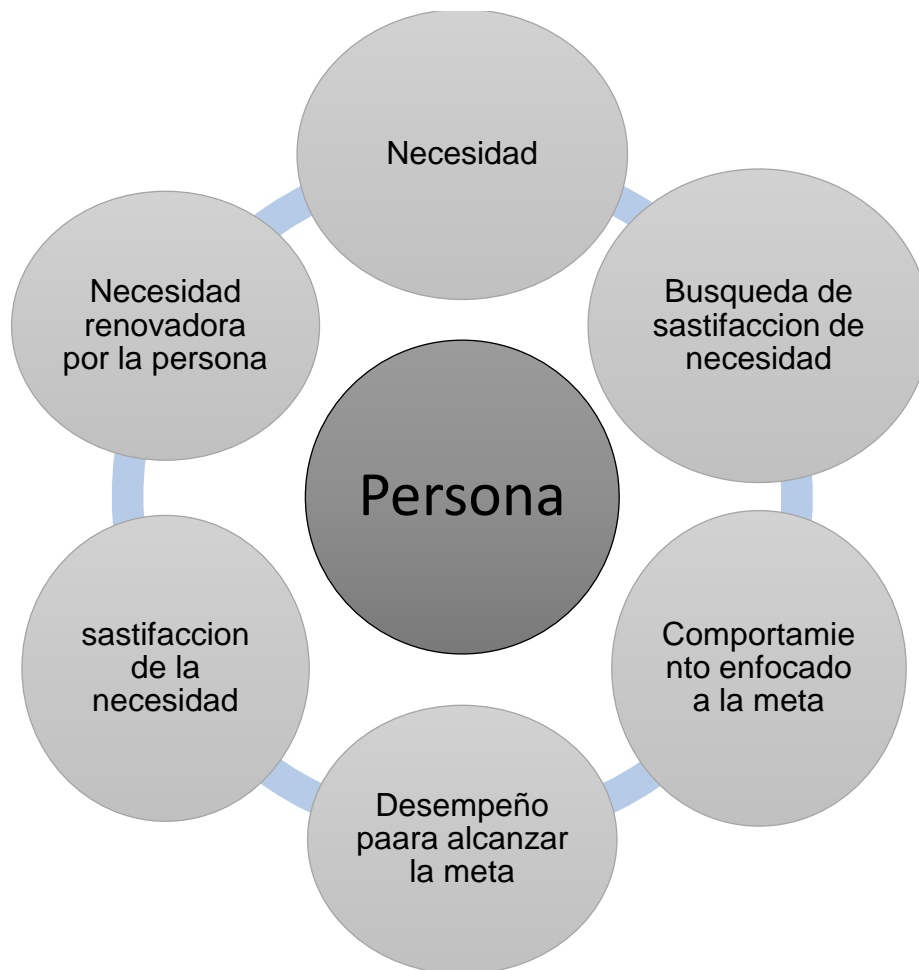 Necesidad
Busqueda de
sastifaccion de
necesidad
Comportamie
nto enfocado
a la meta
Desempeño
paara alcanzar
la meta
sastifaccion
de la
necesidad
Necesidad
renovadora
por la persona
Persona